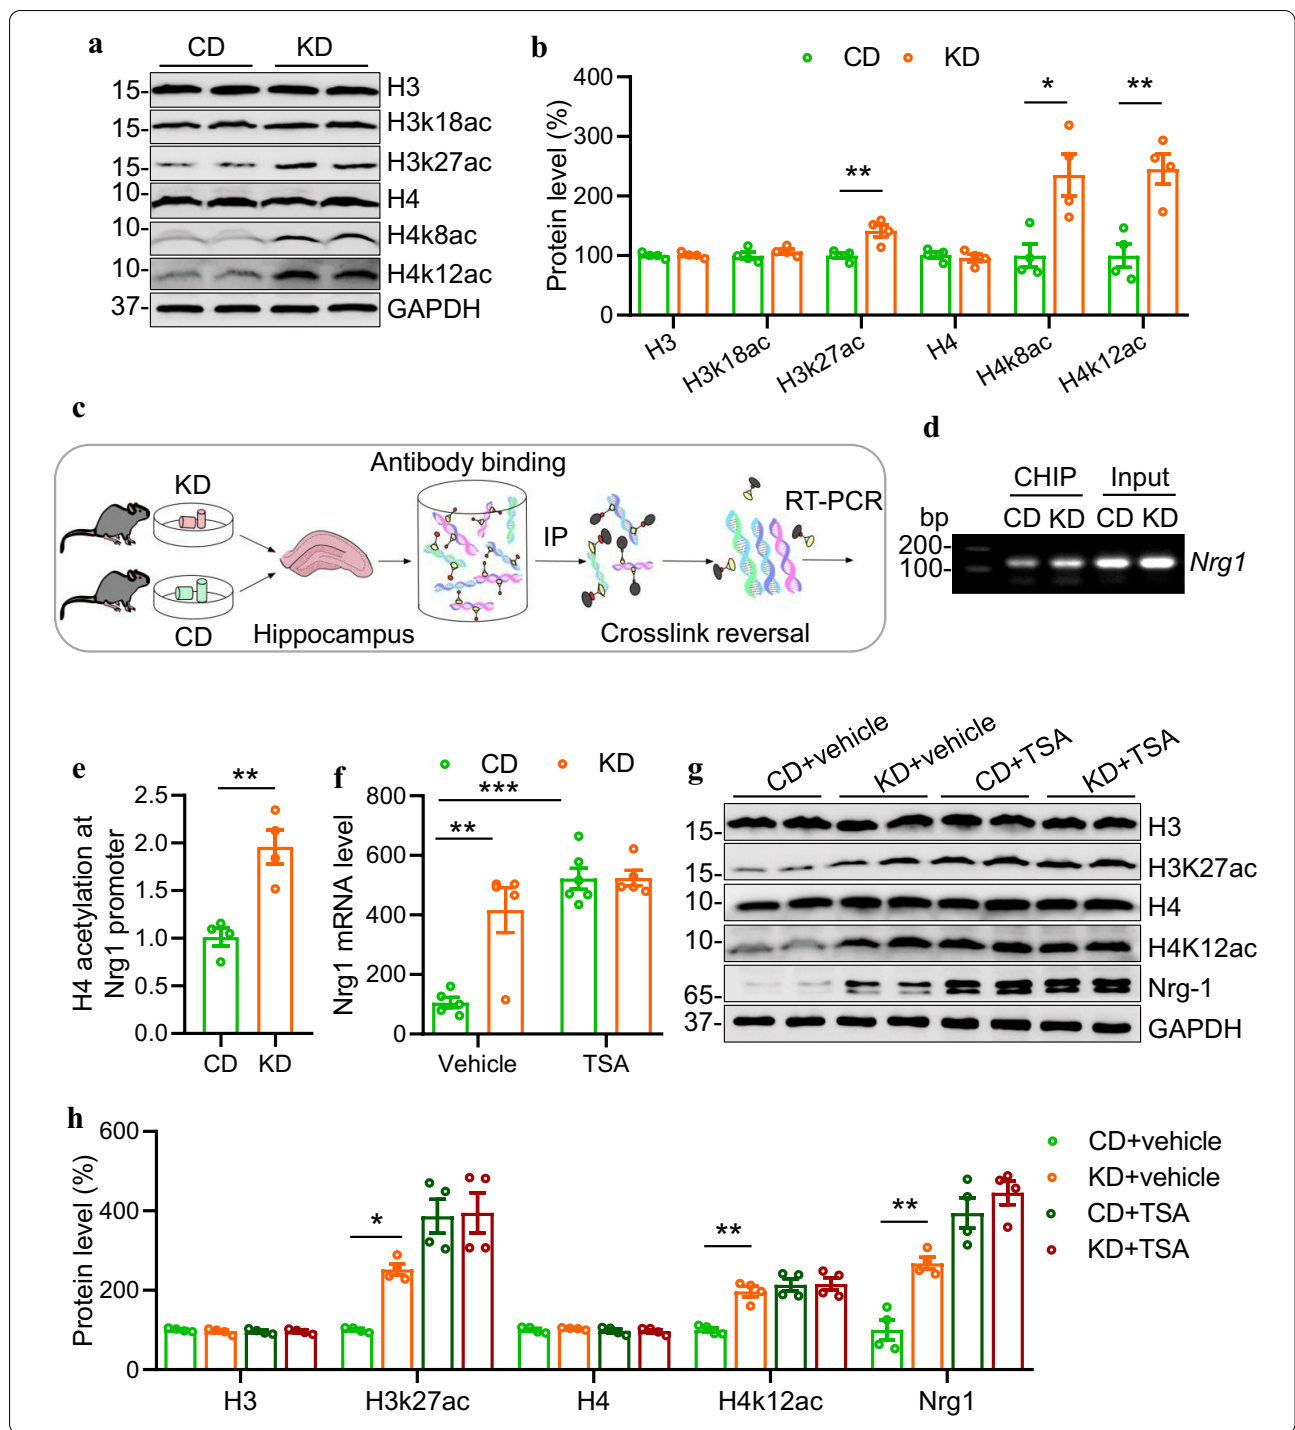 a
CD KD
15- H3
15- H3k18ac
15- H3k27ac
10- H4
10- H4k8ac
10- H4k12ac
37- GAPDH
b
CD KD
Protein level (%)
400
300
200
100
0
** * **
H3 H3k18ac H3k27ac H4 H4k8ac H4k12ac
c
KD
CD
Hippocampus
Antibody binding
IP
Crosslink reversal
RT-PCR
d
CHIP Input
bp CD KD CD KD
200-
100-
Nrg1
e
H4 acetylation at
Nrg1 promoter
2.5
2.0
1.5
1.0
0.5
0.0
**
CD KD
f
CD KD
Nrg1 mRNA level
800
600
400
200
0
***
**
Vehicle TSA
g
CD+vehicle KD+vehicle CD+TSA KD+TSA
15- H3
15- H3K27ac
10- H4
10- H4K12ac
65- Nrg-1
37- GAPDH
h
Protein level (%)
600
400
200
0
* ** **
H3 H3k27ac H4 H4k12ac Nrg1
CD+vehicle
KD+vehicle
CD+TSA
KD+TSA